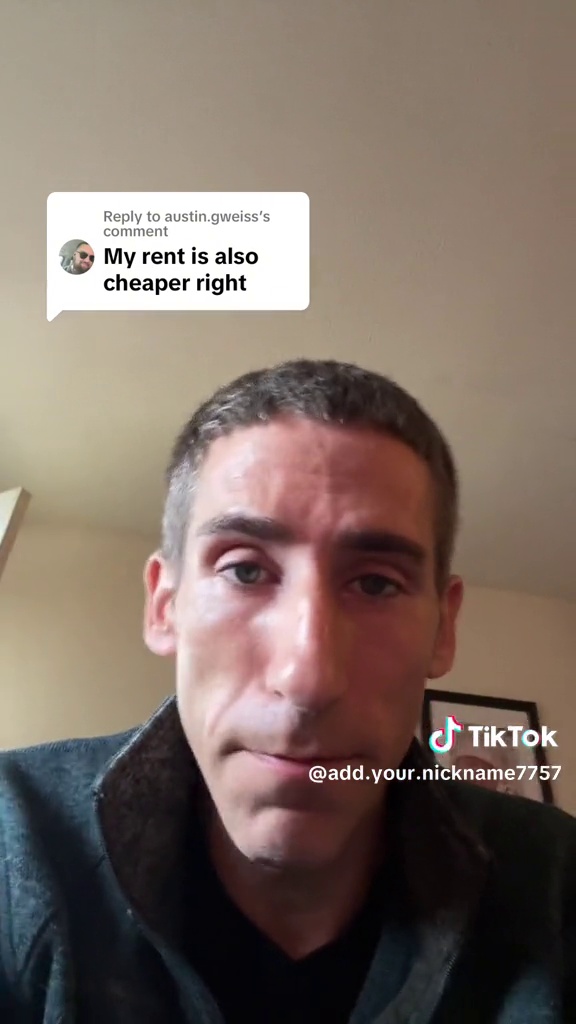 Reply to austin.gweiss's
comment
My rent is also
cheaper right
TikTok
@add.your.nickname7757